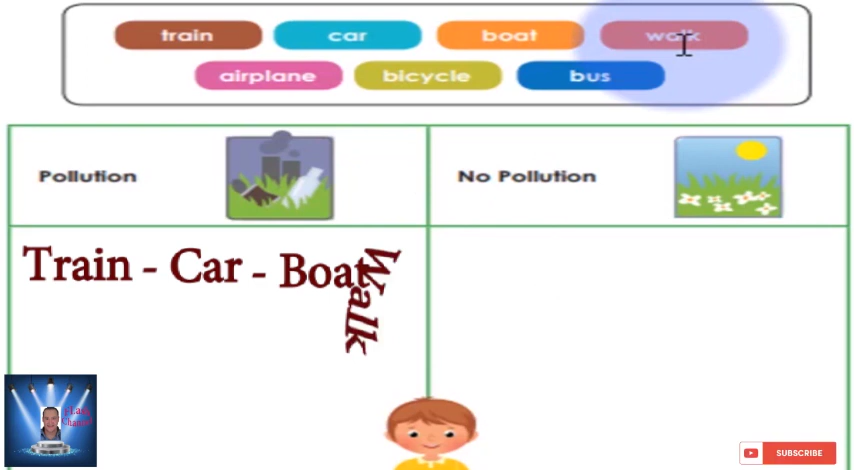 train car boat walk
airplane bicycle bus
Pollution No Pollution
Train - Car - Boat
Walk
SUBSCRIBE